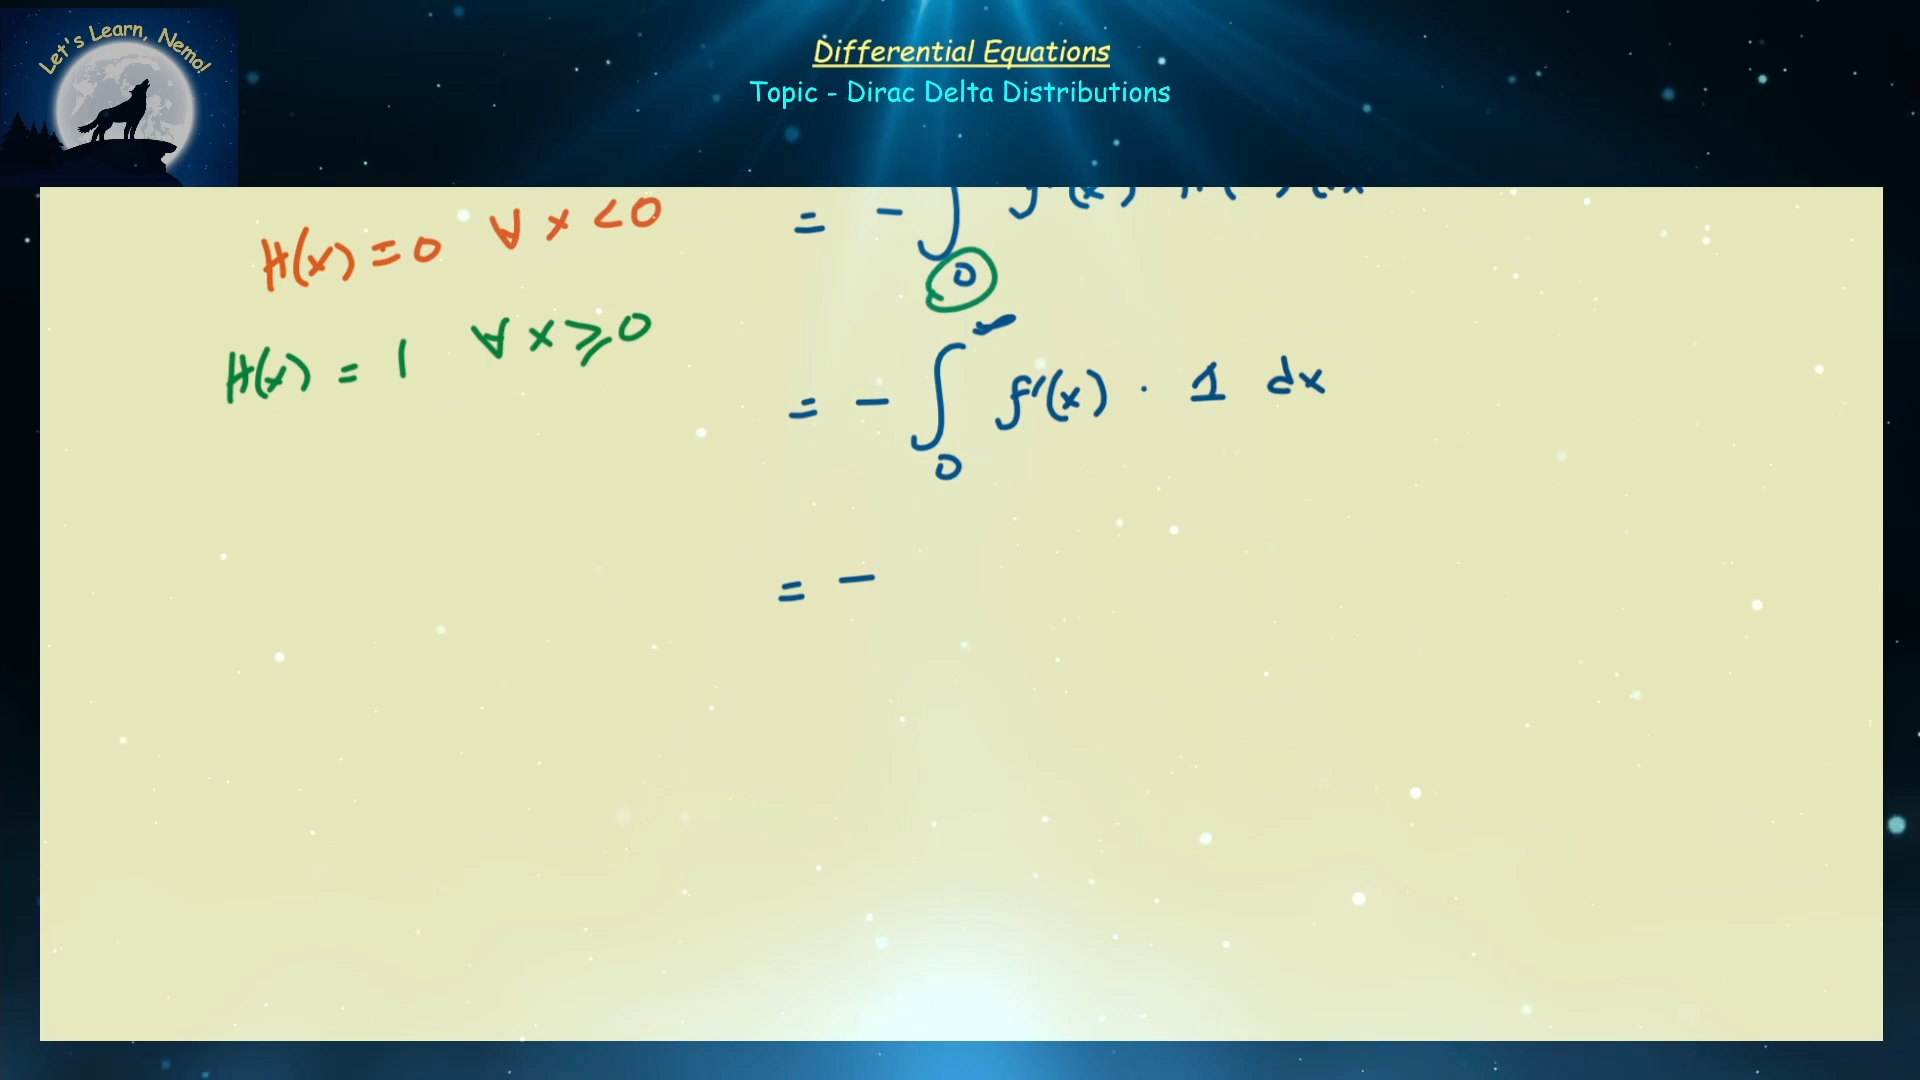 Let's Learn, Nemo!
Differential Equations
Topic - Dirac Delta Distributions
H(x) = 0 ∀ x < 0
H(x) = 1 ∀ x ≥ 0
= - ∫ 0
= - ∫ 0 ∞ f'(x) · 1 dx
= -